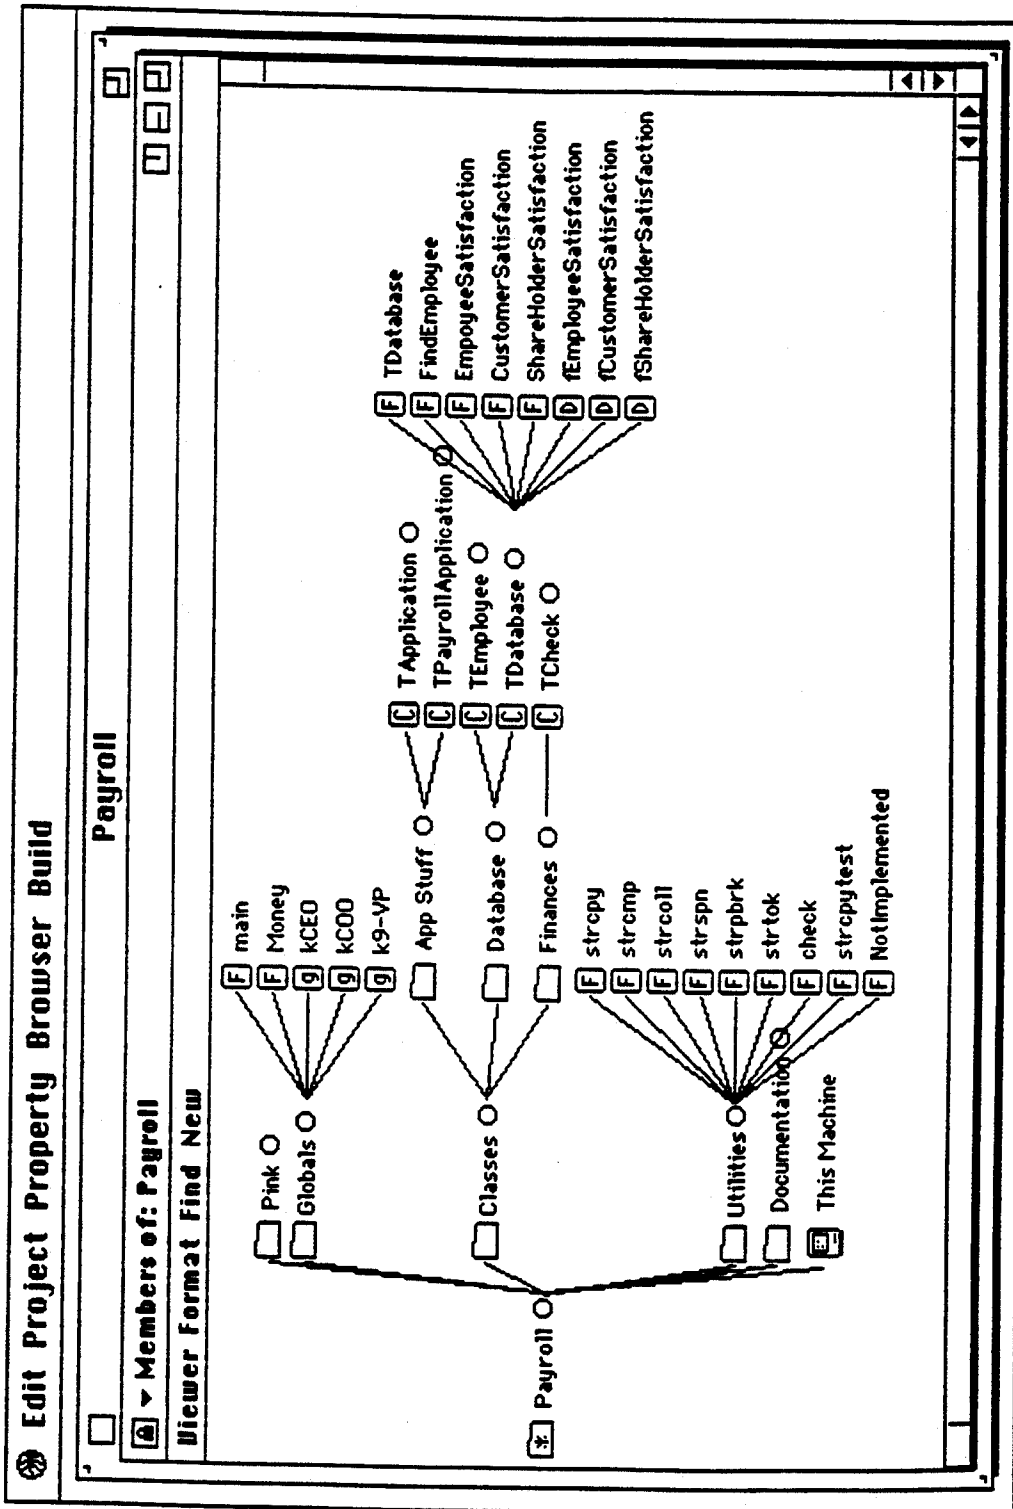 Edit Project Property Browser Build
Payroll
Members of: Payroll
Viewer Format Find New
Payroll
Pink
Globals
Classes
Utilities
Documentation
This Machine
F main
F Money
g kCEO
g kCOO
g k9-VP
App Stuff
Database
Finances
F strcpy
F strcmp
F strcoll
F strspn
F strpbrk
F strtok
F check
F strcpytest
F NotImplemented
C TApplication
C TPayrollApplication
C TEmployee
C TDatabase
C TCheck
F TDatabase
F FindEmployee
F EmpoyeeSatisfaction
F CustomerSatisfaction
F ShareHolderSatisfaction
D fEmployeeSatisfaction
D fCustomerSatisfaction
D fShareHolderSatisfaction